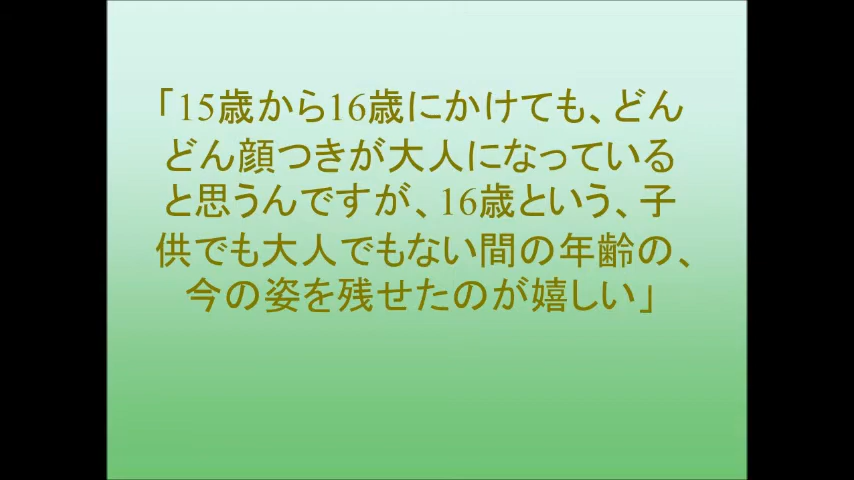 「15歳から16歳にかけても、どん
どん顔つきが大人になっている
と思うんですが、16歳という、子
供でも大人でもない間の年齢の、
今の姿を残せたのが嬉しい」